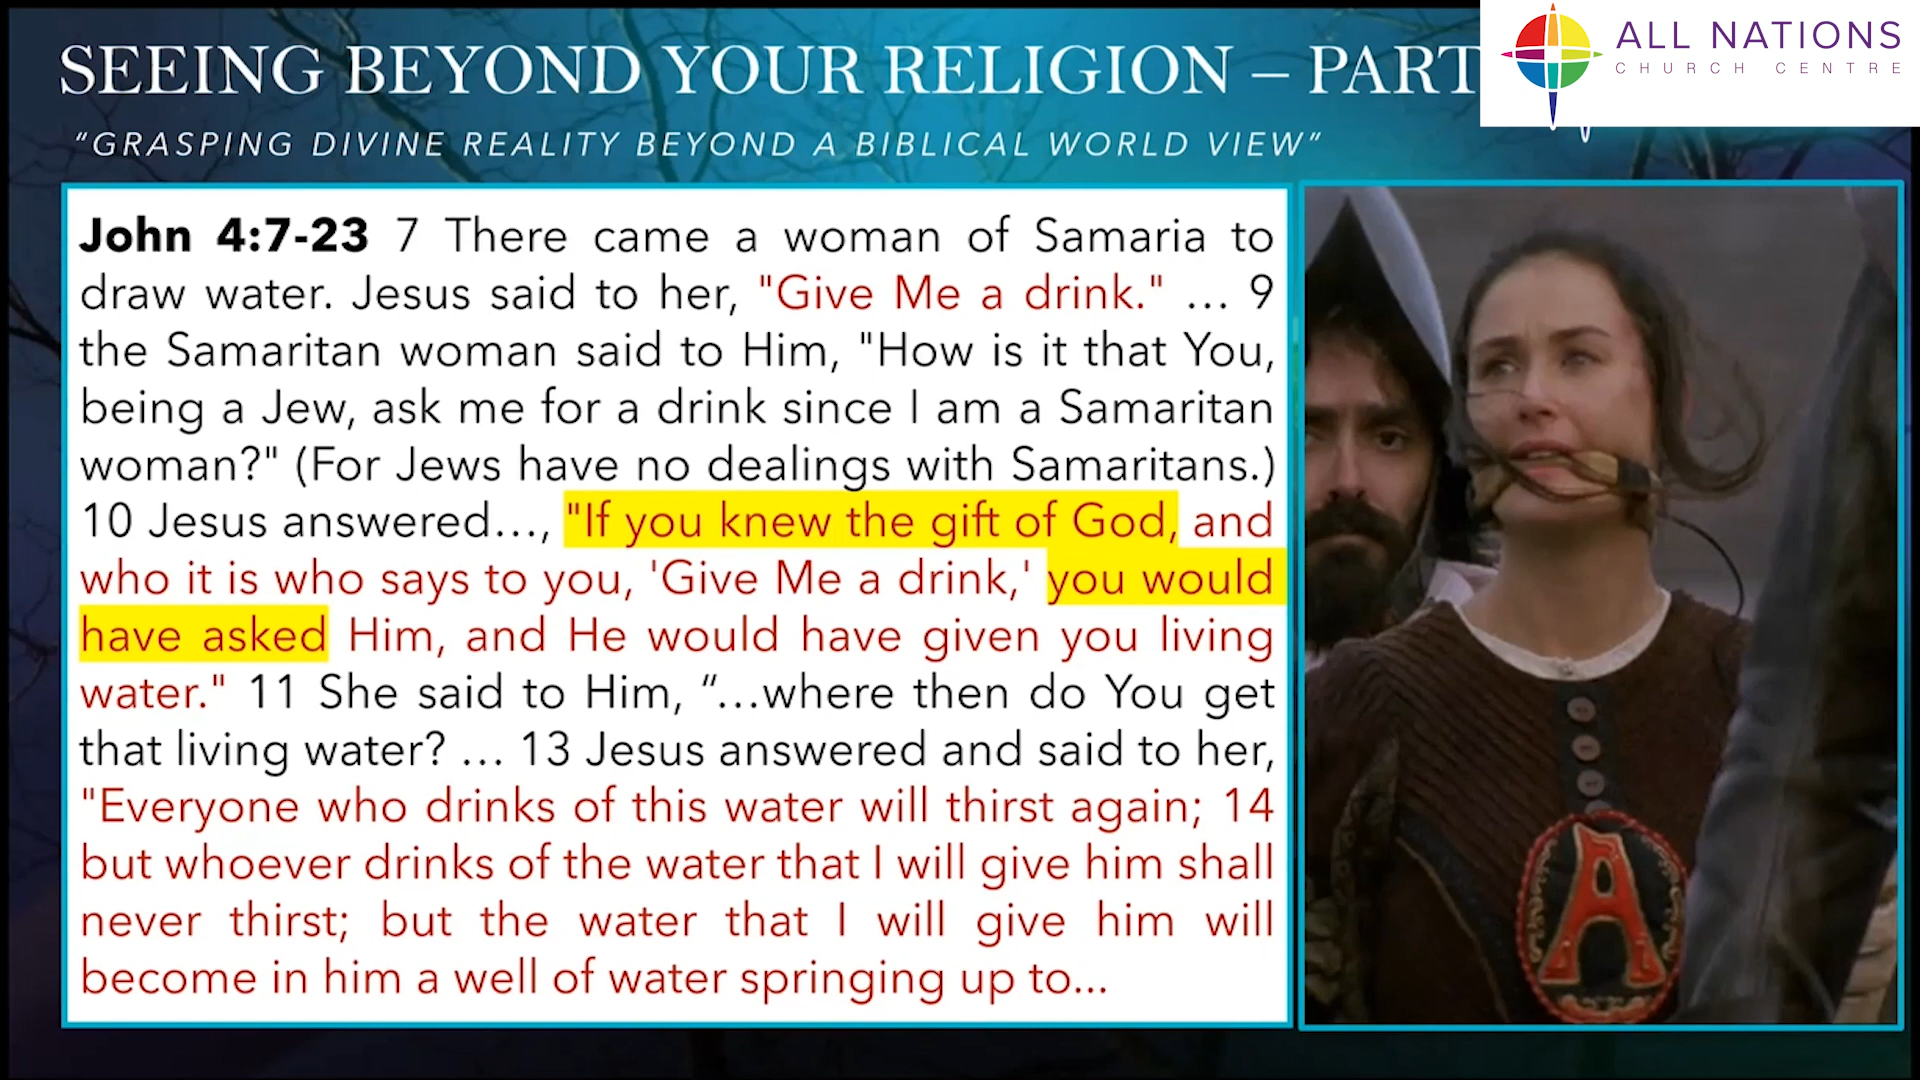 SEEING BEYOND YOUR RELIGION – PART
ALL NATIONS
CHURCH CENTRE
“GRASPING DIVINE REALITY BEYOND A BIBLICAL WORLD VIEW”
John 4:7-23 7 There came a woman of Samaria to
draw water. Jesus said to her, "Give Me a drink." ... 9
the Samaritan woman said to Him, "How is it that You,
being a Jew, ask me for a drink since I am a Samaritan
woman?" (For Jews have no dealings with Samaritans.)
10 Jesus answered..., "If you knew the gift of God, and
who it is who says to you, 'Give Me a drink,' you would
have asked Him, and He would have given you living
water." 11 She said to Him, “...where then do You get
that living water? ... 13 Jesus answered and said to her,
"Everyone who drinks of this water will thirst again; 14
but whoever drinks of the water that I will give him shall
never thirst; but the water that I will give him will
become in him a well of water springing up to...
A